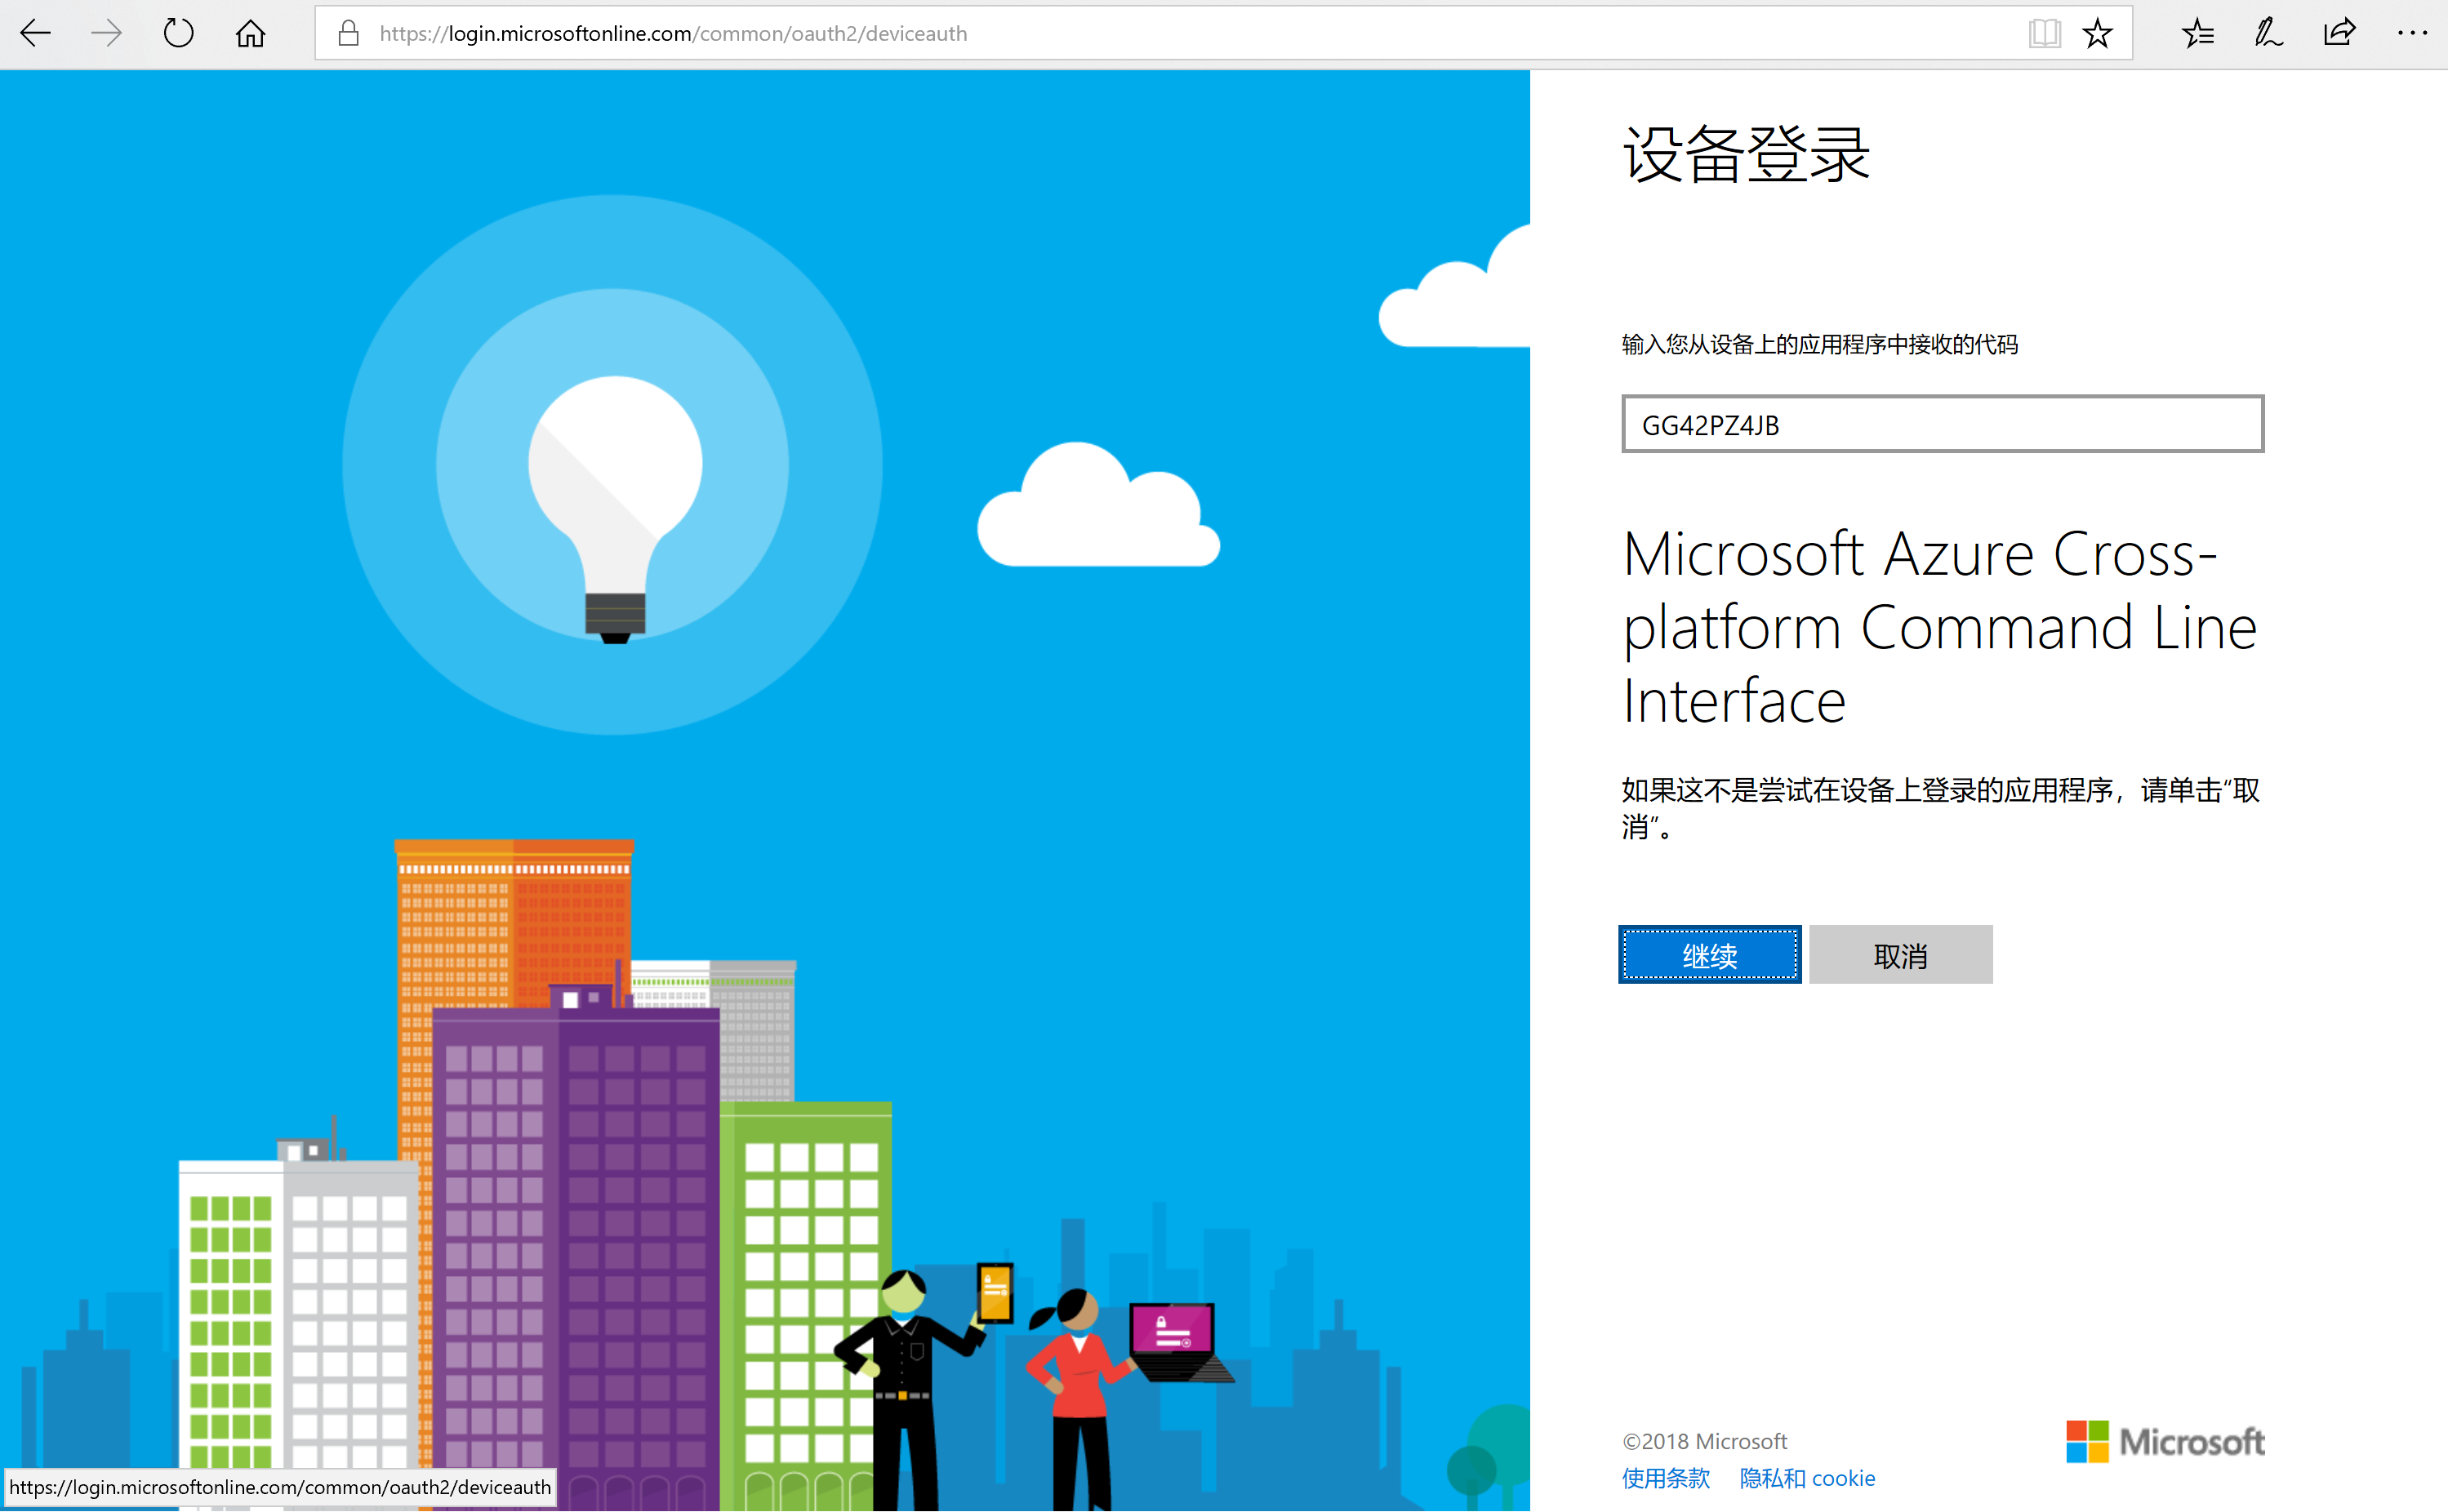 https://login.microsoftonline.com/common/oauth2/deviceauth
设备登录
输入您从设备上的应用程序中接收的代码
GG42PZ4JB
Microsoft Azure Cross-
platform Command Line
Interface
如果这不是尝试在设备上登录的应用程序，请单击“取
消”。
继续
取消
©2018 Microsoft
Microsoft
使用条款 隐私和 cookie
https://login.microsoftonline.com/common/oauth2/deviceauth